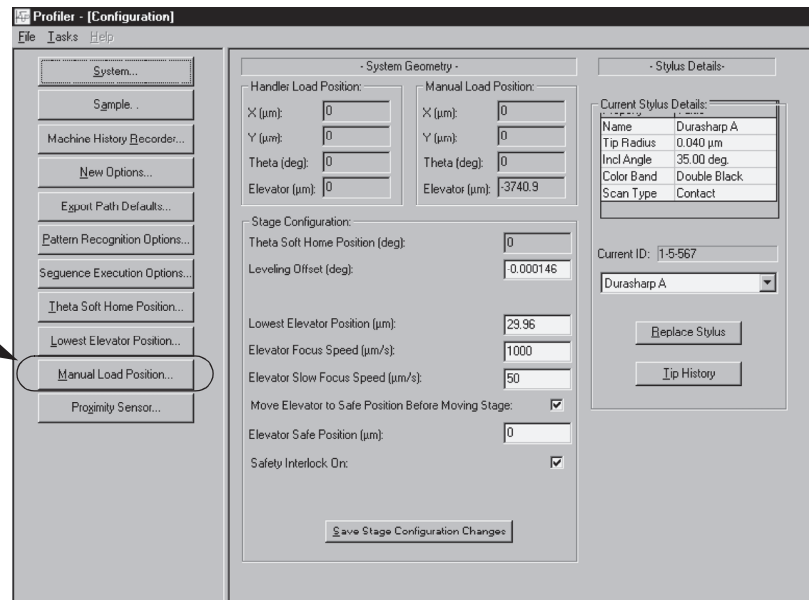 Profiler - [Configuration]
File Tasks Help
System...
Sample. .
Machine History Recorder...
New Options...
Export Path Defaults...
Pattern Recognition Options...
Sequence Execution Options...
Theta Soft Home Position...
Lowest Elevator Position...
Manual Load Position...
Proximity Sensor...
- System Geometry -
Handler Load Position:
X (µm): 0
Y (µm): 0
Theta (deg): 0
Elevator (µm): 0
Manual Load Position:
X (µm): 0
Y (µm): 0
Theta (deg): 0
Elevator (µm): -3740.9
Stage Configuration:
Theta Soft Home Position (deg): 0
Leveling Offset (deg): -0.000146
Lowest Elevator Position (µm): 29.96
Elevator Focus Speed (µm/s): 1000
Elevator Slow Focus Speed (µm/s): 50
Move Elevator to Safe Position Before Moving Stage:
Elevator Safe Position (µm): 0
Safety Interlock On:
Save Stage Configuration Changes
- Stylus Details-
Current Stylus Details:
Name Durasharp A
Tip Radius 0.040 µm
Incl Angle 35.00 deg.
Color Band Double Black
Scan Type Contact
Current ID: 1-5-567
Durasharp A
Replace Stylus
Tip History